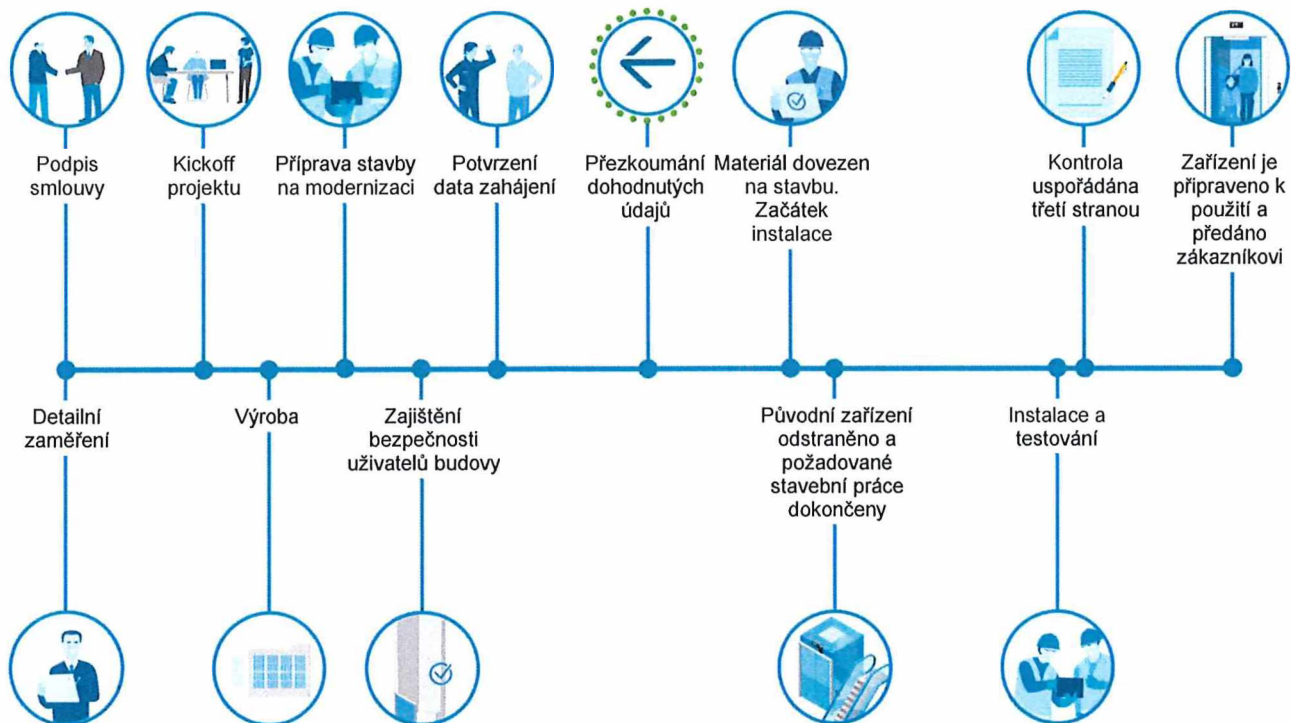 Podpis
smlouvy
Kickoff
projektu
Příprava stavby
na modernizaci
Potvrzení
data zahájení
Přezkoumání
dohodnutých
údajů
Materiál dovezen
na stavbu.
Začátek
instalace
Kontrola
uspořádána
třetí stranou
Zařízení je
připraveno k
použití a
předáno
zákazníkovi
Detailní
zaměření
Výroba
Zajištění
bezpečnosti
uživatelů budovy
Původní zařízení
odstraněno a
požadované
stavební práce
dokončeny
Instalace a
testování